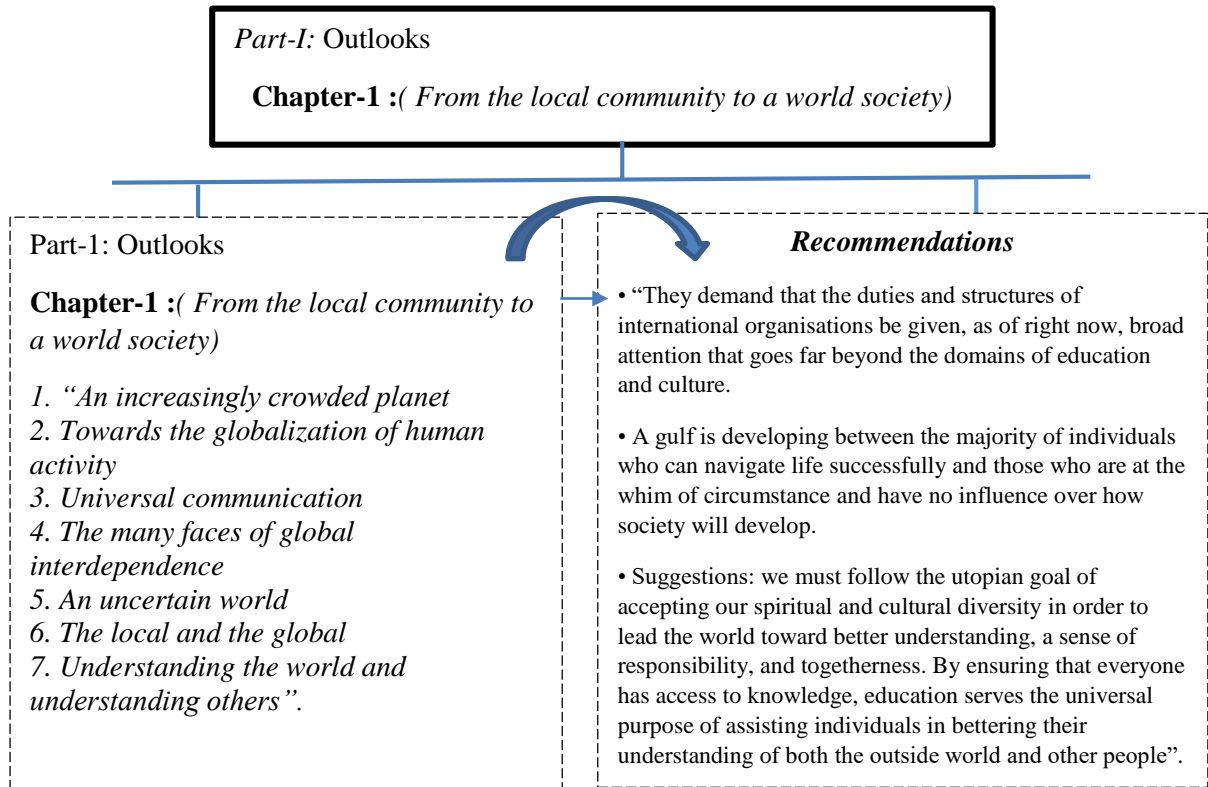 Part-I: Outlooks
Chapter-1 :( From the local community to a world society)
Part-1: Outlooks
Chapter-1 :( From the local community to
a world society)
1. “An increasingly crowded planet
2. Towards the globalization of human
activity
3. Universal communication
4. The many faces of global
interdependence
5. An uncertain world
6. The local and the global
7. Understanding the world and
understanding others”.
Recommendations
• “They demand that the duties and structures of
international organisations be given, as of right now, broad
attention that goes far beyond the domains of education
and culture.
• A gulf is developing between the majority of individuals
who can navigate life successfully and those who are at the
whim of circumstance and have no influence over how
society will develop.
• Suggestions: we must follow the utopian goal of
accepting our spiritual and cultural diversity in order to
lead the world toward better understanding, a sense of
responsibility, and togetherness. By ensuring that everyone
has access to knowledge, education serves the universal
purpose of assisting individuals in bettering their
understanding of both the outside world and other people”.